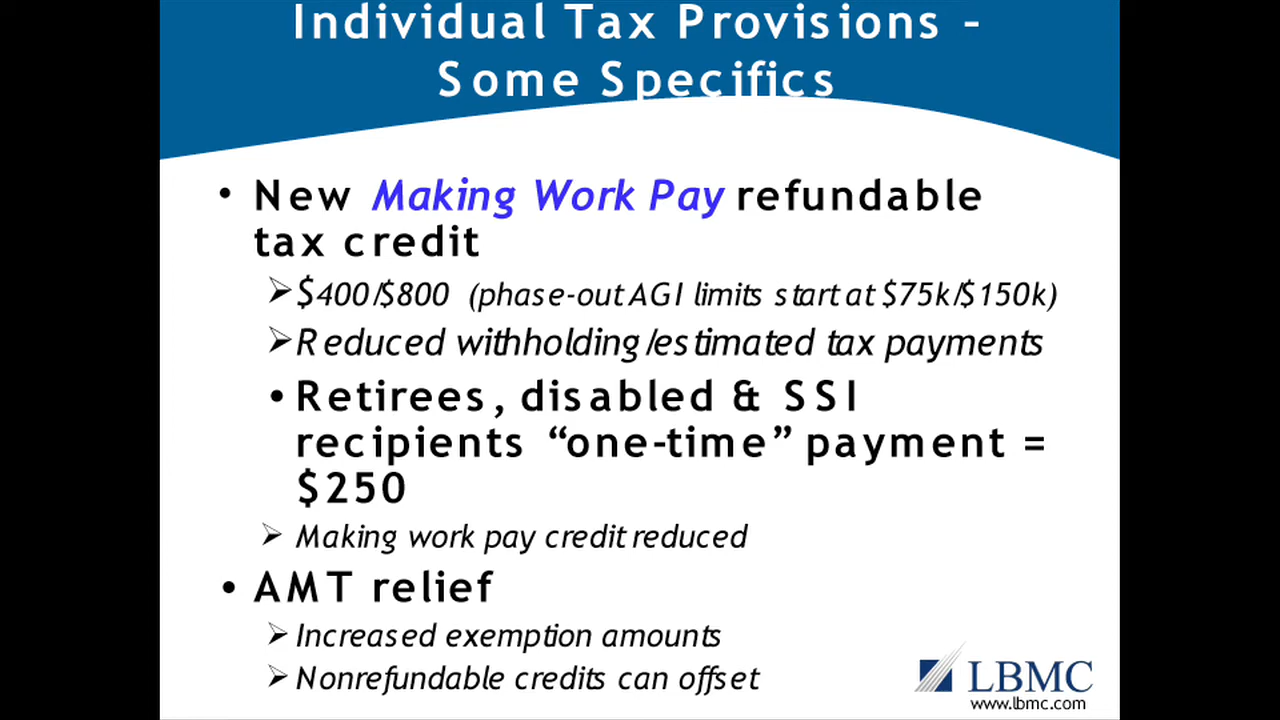 Individual Tax Provisions –
Some Specifics
• New Making Work Pay refundable
tax credit
➢$400/$800 (phase-out AGI limits start at $75k/$150k)
➢Reduced withholding/estimated tax payments
• Retirees, disabled & SSI
recipients “one-time” payment =
$250
➢ Making work pay credit reduced
• AMT relief
➢ Increased exemption amounts
➢ Nonrefundable credits can offset
LBMC
www.lbmc.com